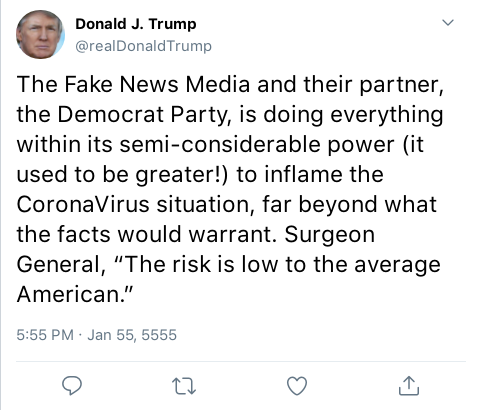 Donald J. Trump
@realDonaldTrump
The Fake News Media and their partner,
the Democrat Party, is doing everything
within its semi-considerable power (it
used to be greater!) to inflame the
CoronaVirus situation, far beyond what
the facts would warrant. Surgeon
General, “The risk is low to the average
American.”
5:55 PM · Jan 55, 5555